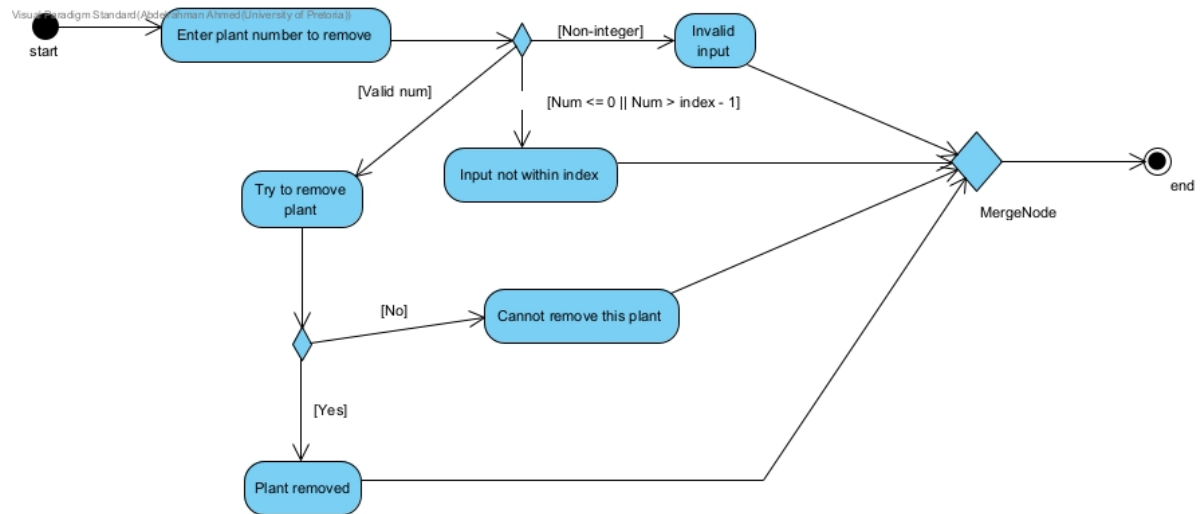 Visual Paradigm Standard(Abdelrahman Ahmed(University of Pretoria))
start
Enter plant number to remove
[Non-integer]
Invalid
input
[Valid num]
[Num <= 0 || Num > index - 1]
Input not within index
Try to remove
plant
end
MergeNode
[No]
Cannot remove this plant
[Yes]
Plant removed